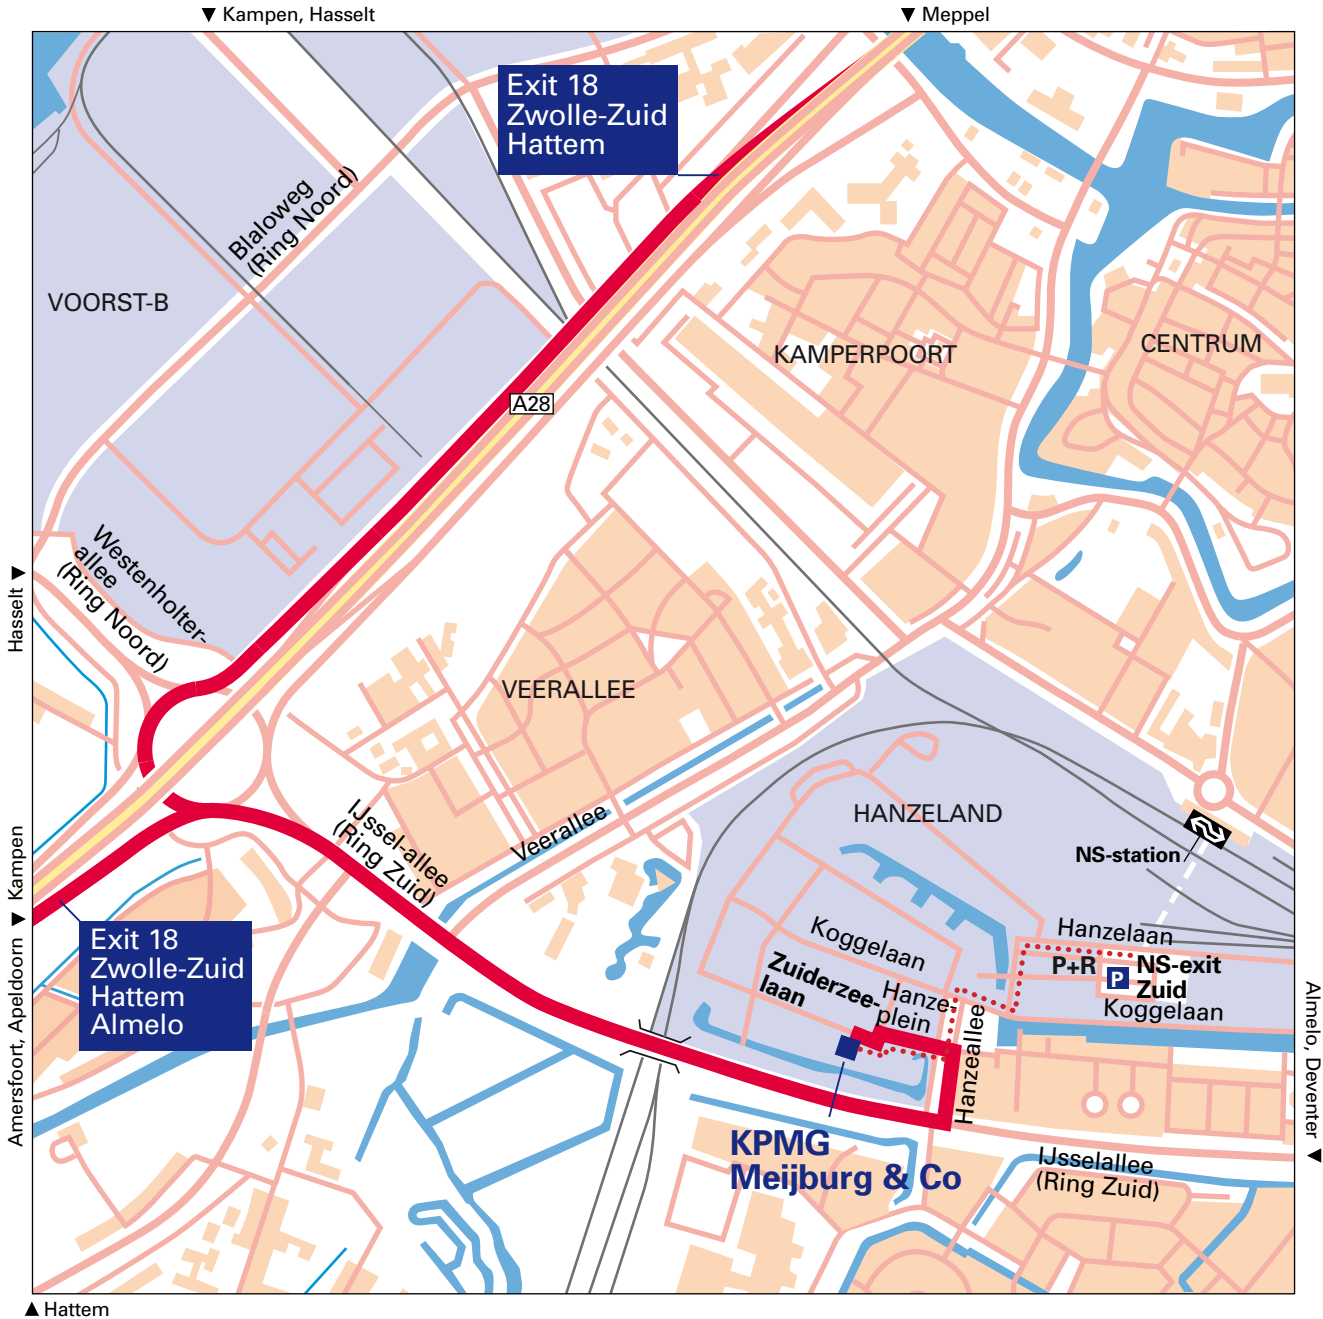 ▼ Kampen, Hasselt
▼ Meppel
Exit 18
Zwolle-Zuid
Hattem
Blaloweg
(Ring Noord)
VOORST-B
KAMPERPOORT
CENTRUM
A28
Westenholter-
allee
(Ring Noord)
Hasselt ▼
VEERALLEE
IJssel-allee
(Ring Zuid)
Veerallee
HANZELAND
NS-station
Amersfoort, Apeldoorn ▼ Kampen
Exit 18
Zwolle-Zuid
Hattem
Almelo
Koggelaan
Hanzelaan
P+R
P
NS-exit
Zuid
Koggelaan
Zuiderzee-
laan
Hanze-
plein
Hanzeallee
Almelo, Deventer ▼
KPMG
Meijburg & Co
IJsselallee
(Ring Zuid)
▲ Hattem